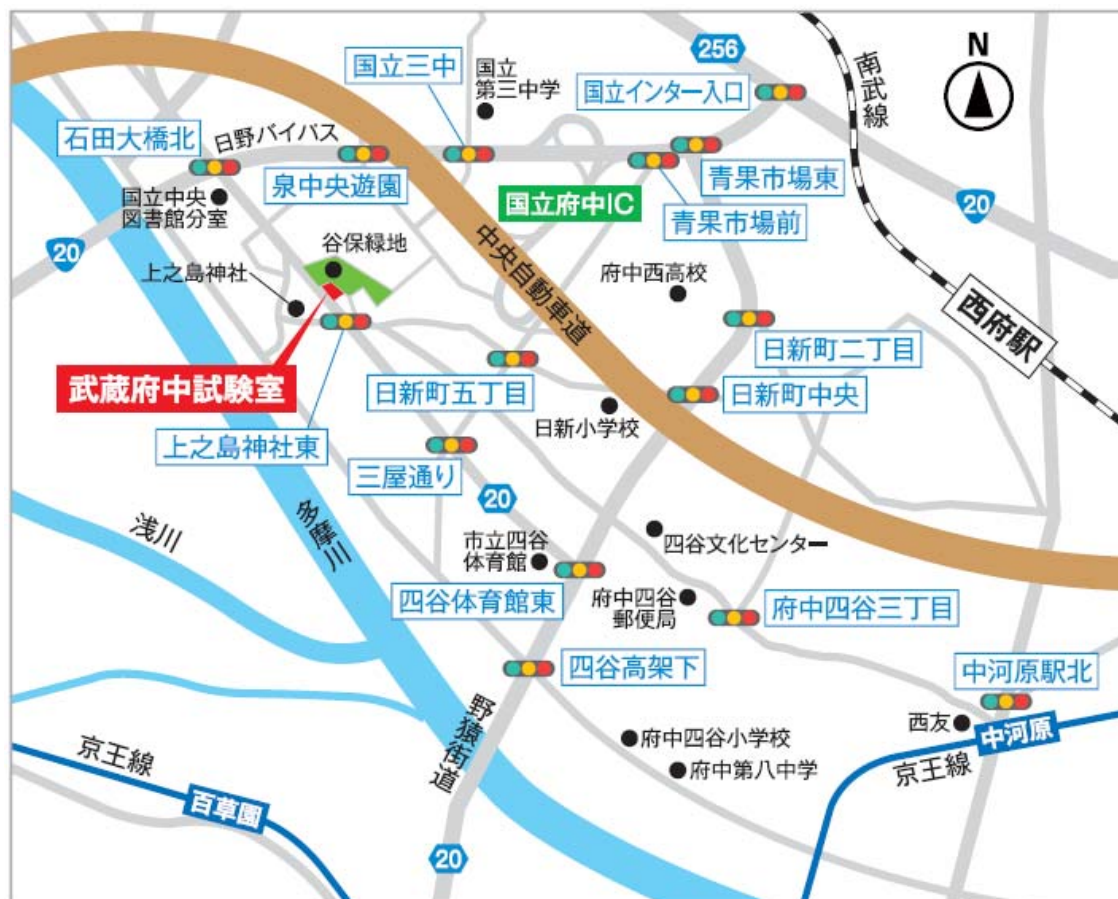 256
N
国立三中
国立
第三中学
国立インター入口
南武線
石田大橋北
日野バイパス
泉中央遊園
青果市場東
国立中央
図書館分室
国立府中IC
青果市場前
20
20
谷保緑地
上之島神社
中央自動車道
府中西高校
西府駅
武蔵府中試験室
日新町五丁目
日新町二丁目
日新小学校
日新町中央
上之島神社東
三屋通り
20
浅川
多摩川
市立四谷
体育館
四谷文化センター
四谷体育館東
府中四谷
郵便局
府中四谷三丁目
四谷高架下
中河原駅北
野猿街道
西友
中河原
京王線
府中四谷小学校
京王線
府中第八中学
百草園
20